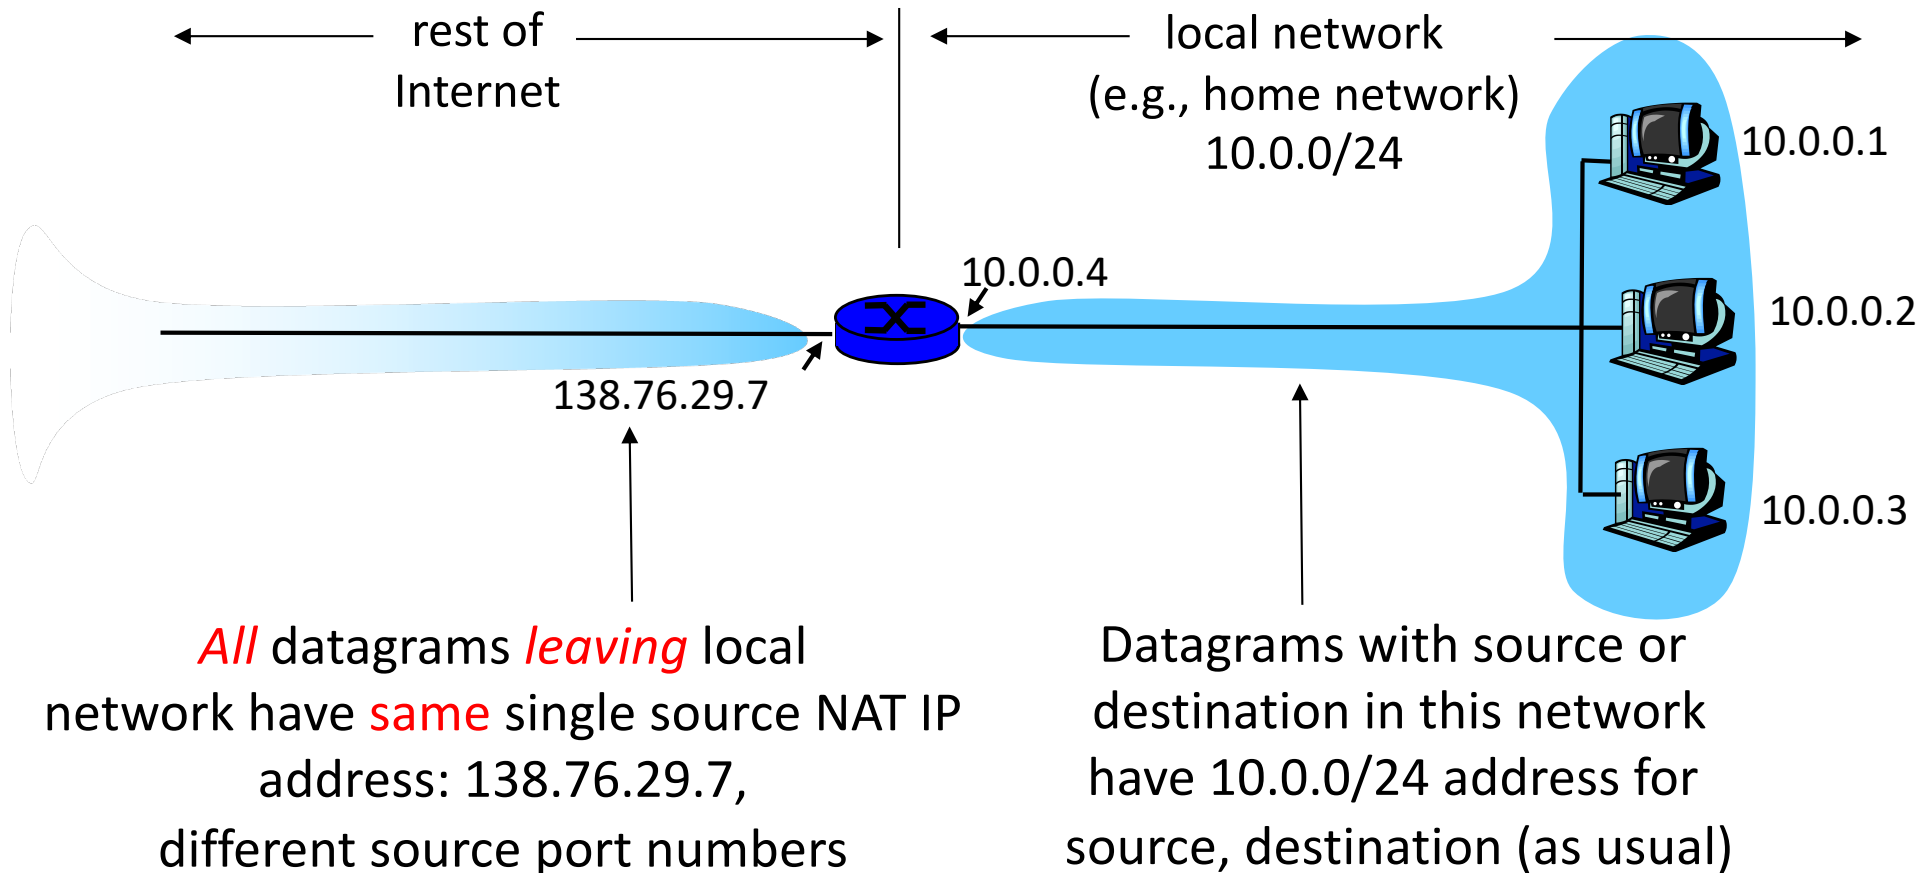 rest of
Internet
local network
(e.g., home network)
10.0.0/24
10.0.0.1
10.0.0.4
10.0.0.2
138.76.29.7
10.0.0.3
All datagrams leaving local
network have same single source NAT IP
address: 138.76.29.7,
different source port numbers
Datagrams with source or
destination in this network
have 10.0.0/24 address for
source, destination (as usual)